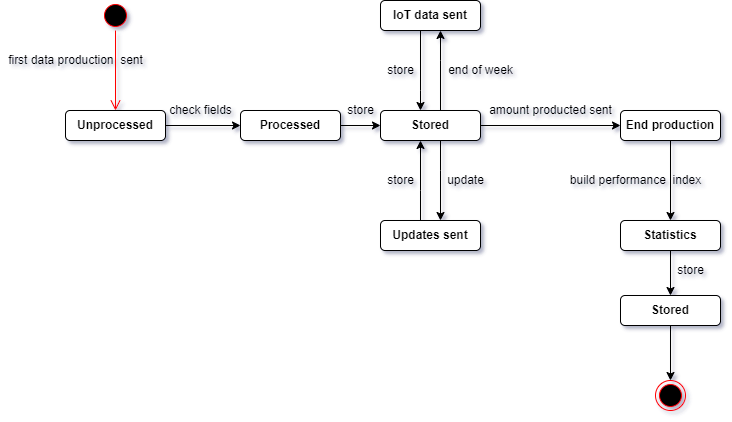 IoT data sent
first data production sent
store
end of week
check fields
store
amount producted sent
Unprocessed
Processed
Stored
End production
store
update
build performance index
Updates sent
Statistics
store
Stored